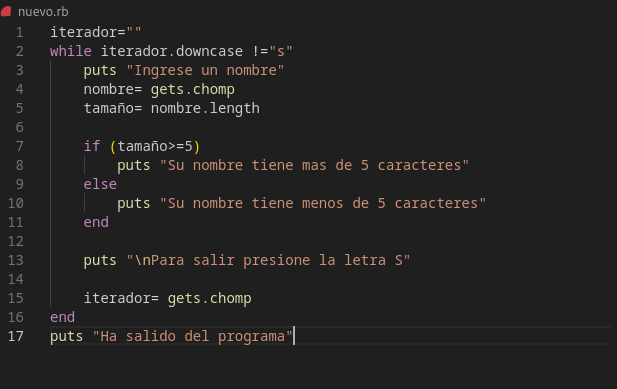 nuevo.rb
1 iterador=""
2 while iterador.downcase !="s"
3 puts "Ingrese un nombre"
4 nombre= gets.chomp
5 tamaño= nombre.length
6
7 if (tamaño>=5)
8 puts "Su nombre tiene mas de 5 caracteres"
9 else
10 puts "Su nombre tiene menos de 5 caracteres"
11 end
12
13 puts "\nPara salir presione la letra S"
14
15 iterador= gets.chomp
16 end
17 puts "Ha salido del programa"